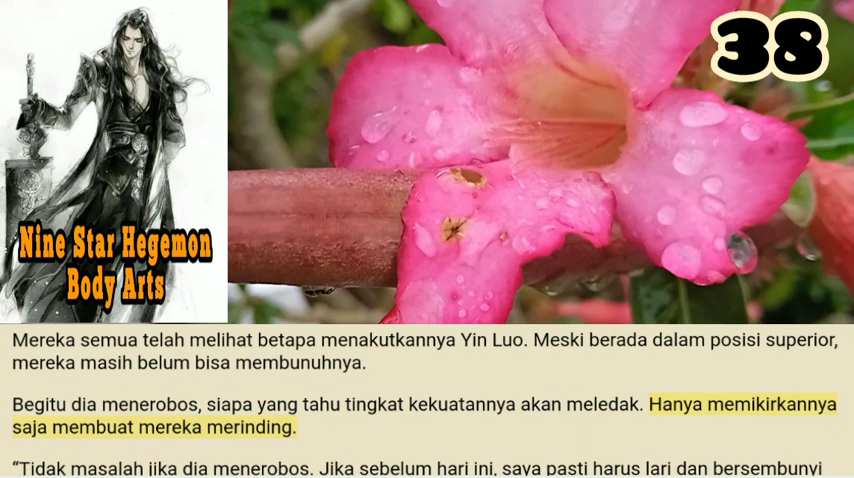 38
Nine Star Hegemon
Body Arts
Mereka semua telah melihat betapa menakutkannya Yin Luo. Meski berada dalam posisi superior,
mereka masih belum bisa membunuhnya.
Begitu dia menerobos, siapa yang tahu tingkat kekuatannya akan meledak. Hanya memikirkannya
saja membuat mereka merinding.
“Tidak masalah jika dia menerobos. Jika sebelum hari ini, saya pasti harus lari dan bersembunyi